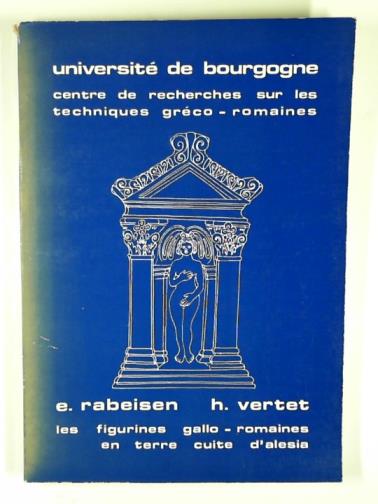 université de bourgogne
centre de recherches sur les
techniques gréco - romaines
e. rabeisen h. vertet
les figurines gallo - romaines
en terre cuite d'alesia